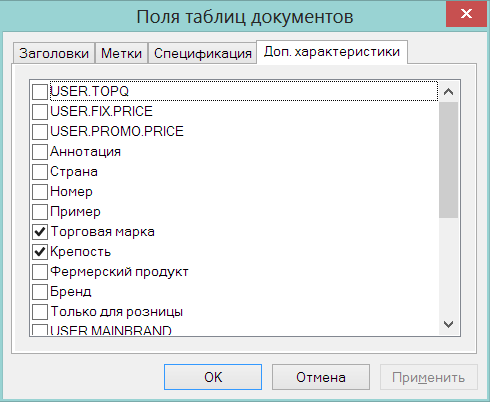 Поля таблиц документов
Заголовки Метки Спецификация Доп. характеристики
USER.TOPQ
USER.FIX.PRICE
USER.PROMO.PRICE
Аннотация
Страна
Номер
Пример
Торговая марка
Крепость
Фермерский продукт
Бренд
Только для розницы
USER.MAINBRAND
OK Отмена Применить